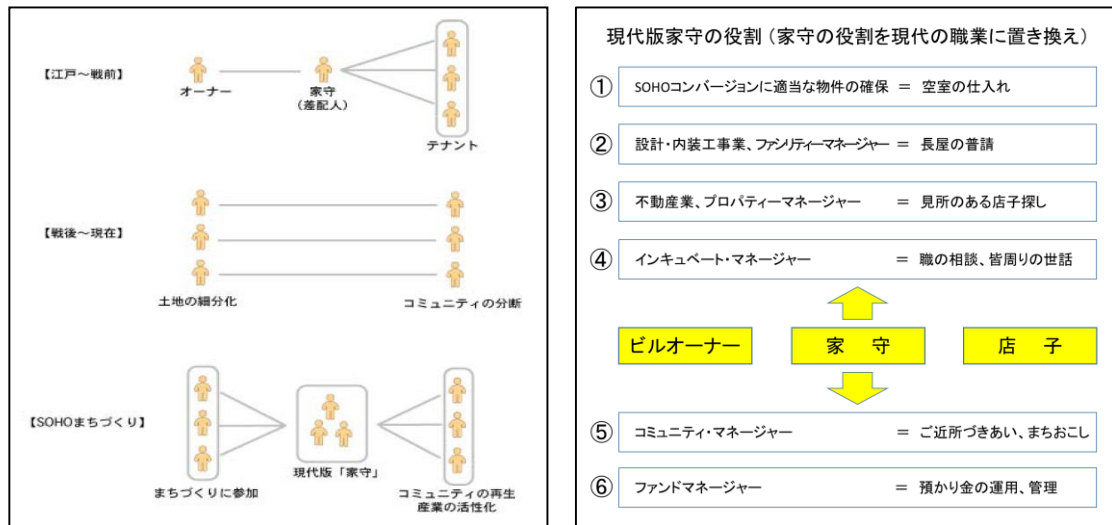 【江戸～戦前】
オーナー
家守
(差配人)
テナント
【戦後～現在】
土地の細分化
コミュニティの分断
【SOHOまちづくり】
まちづくりに参加
現代版「家守」
コミュニティの再生
産業の活性化
現代版家守の役割（家守の役割を現代の職業に置き換え）
① SOHOコンバージョンに適当な物件の確保 ＝ 空室の仕入れ
② 設計・内装工事業、ファシリティーマネージャー ＝ 長屋の普請
③ 不動産業、プロパティーマネージャー ＝ 見所のある店子探し
④ インキュベート・マネージャー ＝ 職の相談、皆周りの世話
ビルオーナー 家 守 店 子
⑤ コミュニティ・マネージャー ＝ ご近所づきあい、まちおこし
⑥ ファンドマネージャー ＝ 預かり金の運用、管理